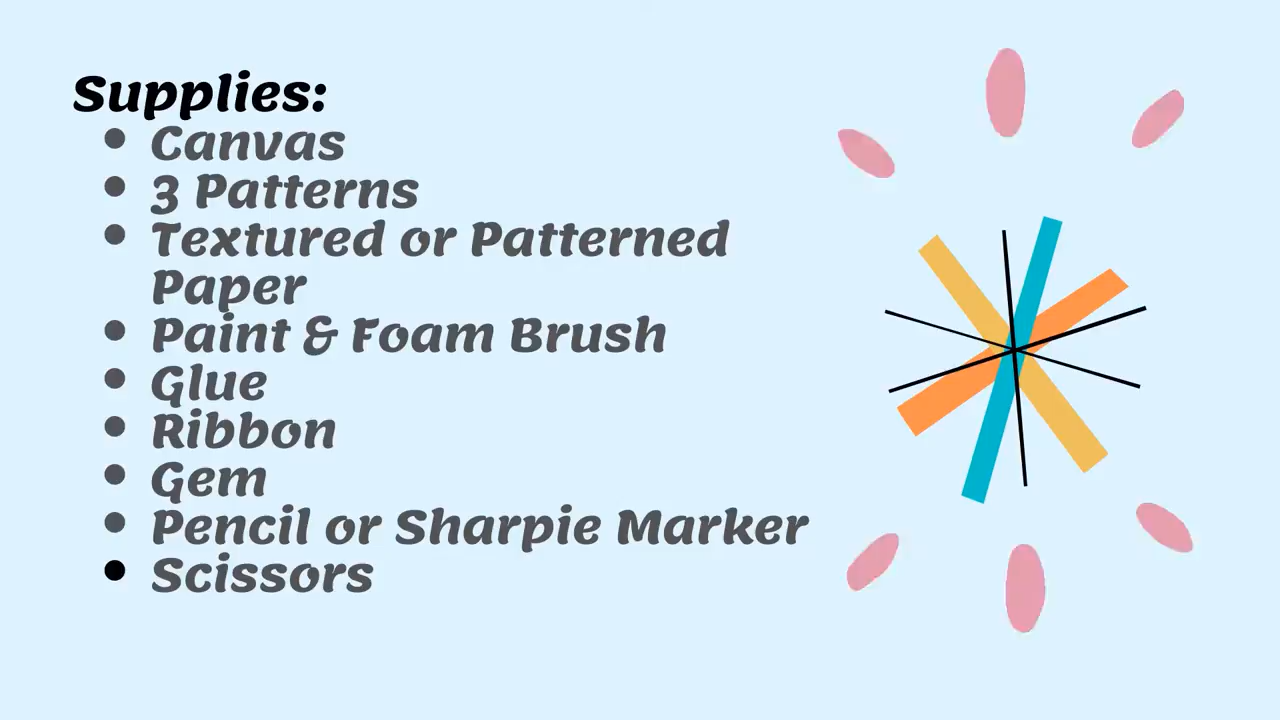 Supplies:
• Canvas
• 3 Patterns
• Textured or Patterned
Paper
• Paint & Foam Brush
• Glue
• Ribbon
• Gem
• Pencil or Sharpie Marker
• Scissors